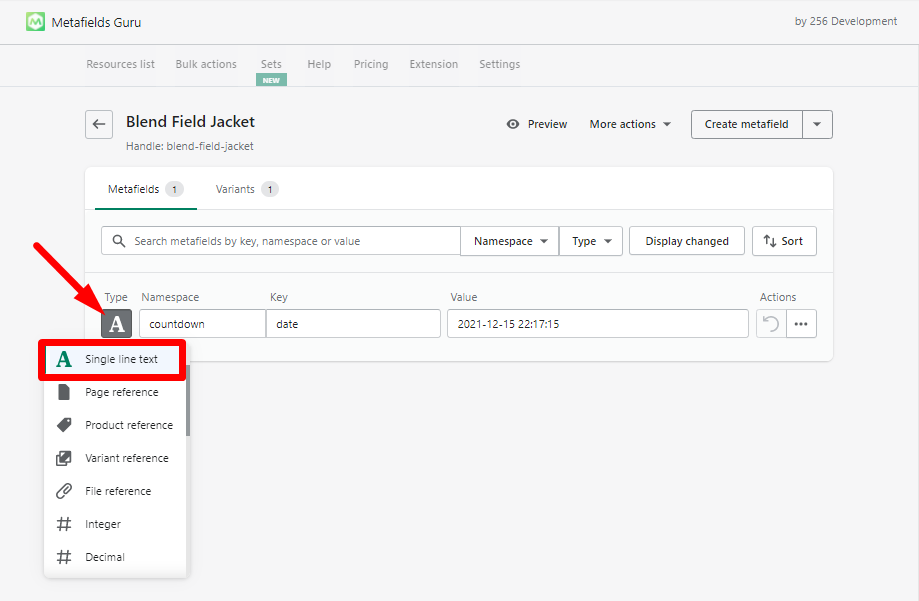 Metafields Guru
by 256 Development
Resources list Bulk actions Sets Help Pricing Extension Settings
NEW
Blend Field Jacket
Handle: blend-field-jacket
Preview More actions Create metafield
Metafields 1 Variants 1
Search metafields by key, namespace or value Namespace Type Display changed Sort
Type Namespace Key Value Actions
A countdown date 2021-12-15 22:17:15
A Single line text
Page reference
Product reference
Variant reference
File reference
# Integer
# Decimal